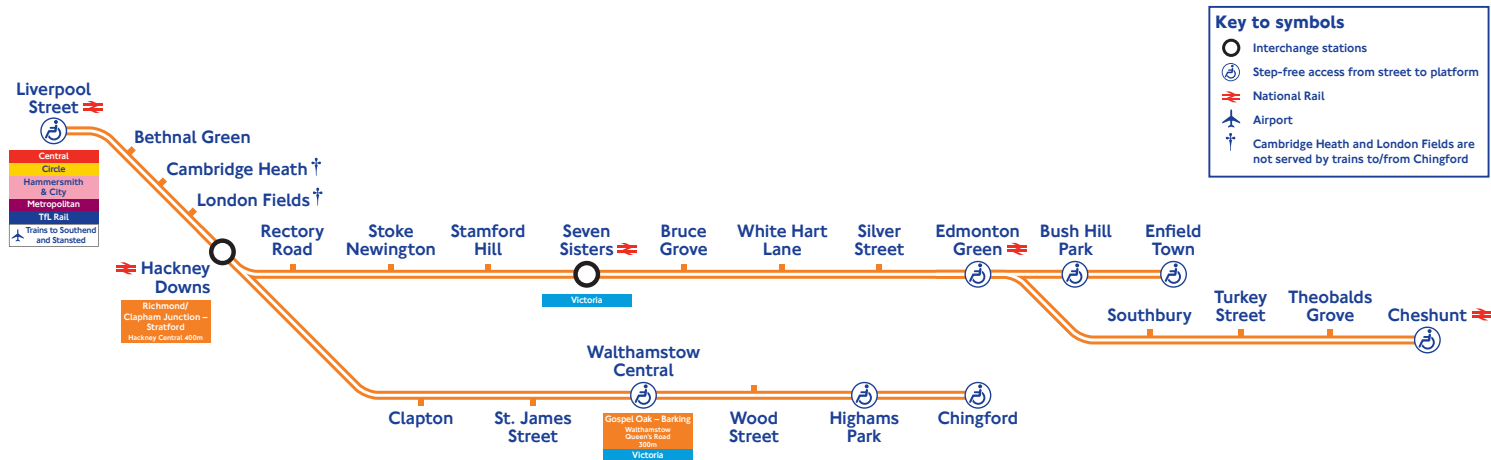 Key to symbols
Interchange stations
Step-free access from street to platform
National Rail
Airport
† Cambridge Heath and London Fields are
not served by trains to/from Chingford
Liverpool
Street
Central
Circle
Hammersmith
& City
Metropolitan
TfL Rail
Trains to Southend
and Stansted
Bethnal Green
Cambridge Heath †
London Fields †
Hackney
Downs
Richmond/
Clapham Junction –
Stratford
Hackney Central 400m
Rectory
Road
Stoke
Newington
Stamford
Hill
Seven
Sisters
Victoria
Bruce
Grove
White Hart
Lane
Silver
Street
Edmonton
Green
Bush Hill
Park
Enfield
Town
Southbury
Turkey
Street
Theobalds
Grove
Cheshunt
Clapton
St. James
Street
Walthamstow
Central
Gospel Oak – Barking
Walthamstow
Queen's Road
300m
Victoria
Wood
Street
Highams
Park
Chingford